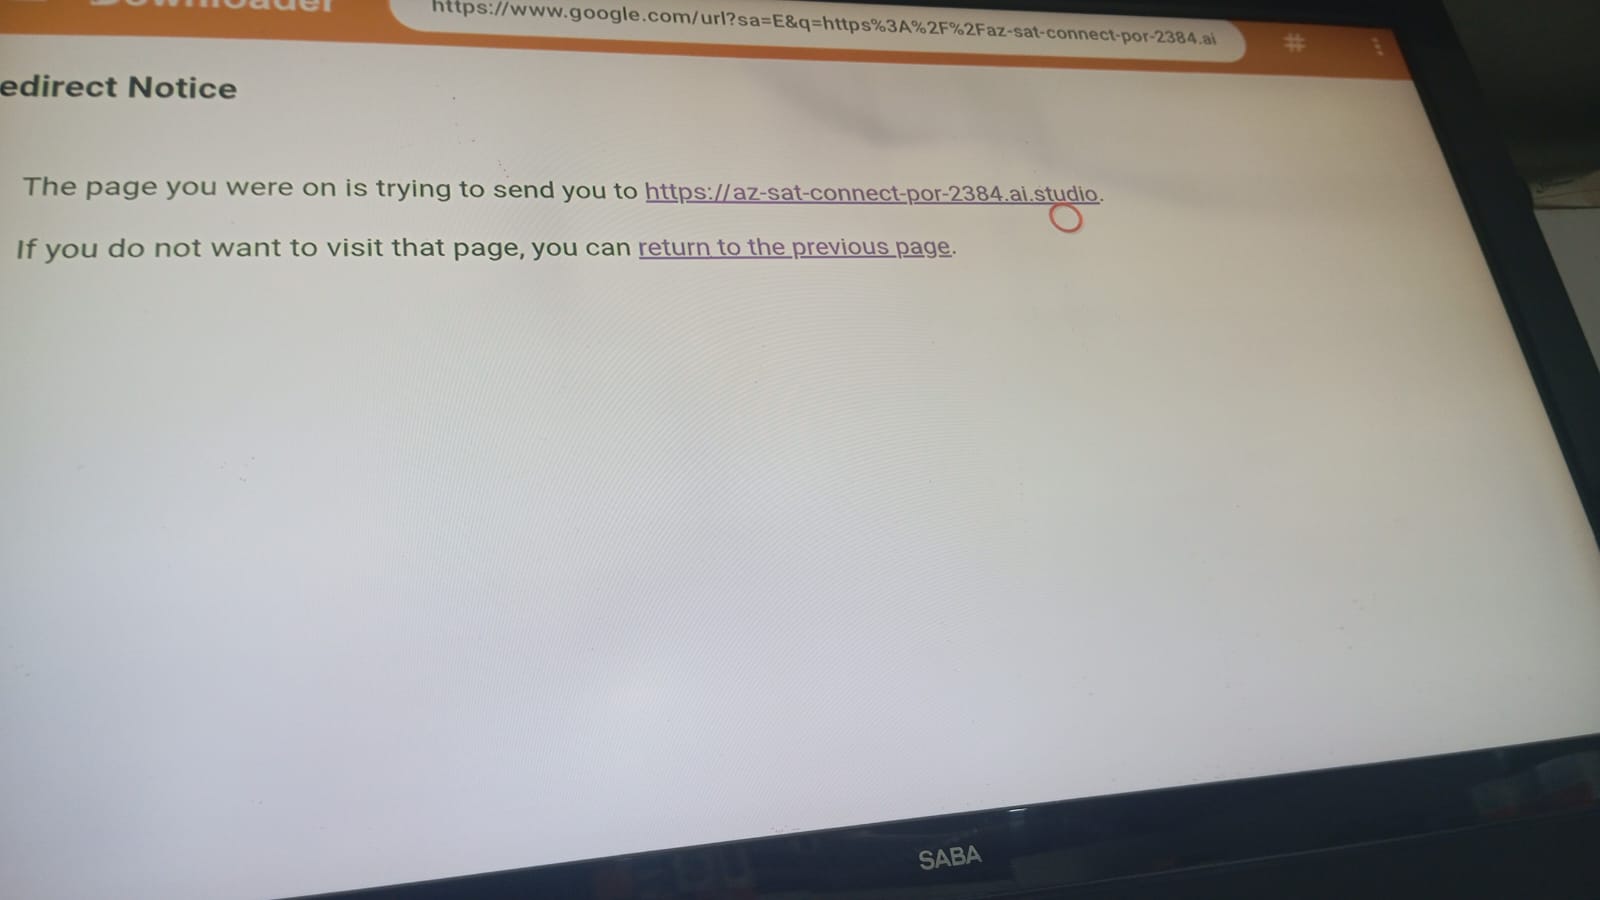 Downloader
https://www.google.com/url?sa=E&q=https%3A%2F%2Faz-sat-connect-por-2384.ai
edirect Notice
The page you were on is trying to send you to https://az-sat-connect-por-2384.ai.studio.
If you do not want to visit that page, you can return to the previous page.
SABA